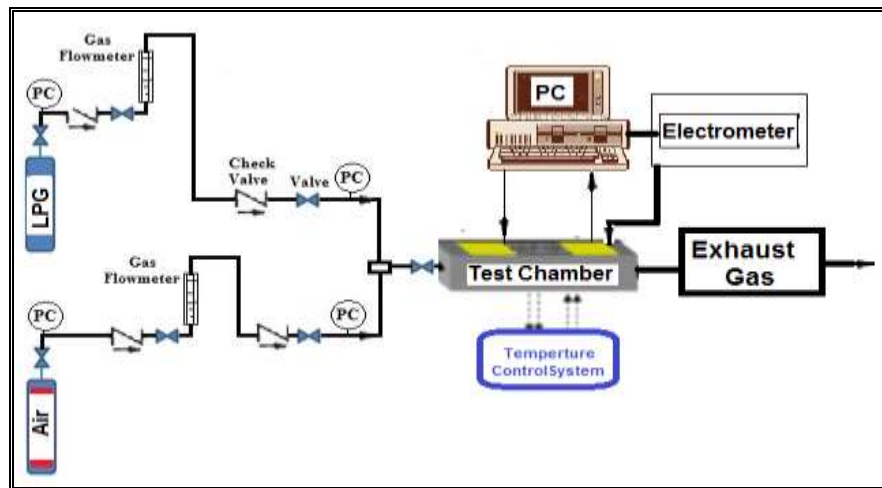 Gas
Flowmeter
PC
LPG
Check
Valve
Valve
PC
PC
Electrometer
Gas
Flowmeter
PC
PC
Test Chamber
Exhaust
Gas
Temperture
ControlSystem
Air